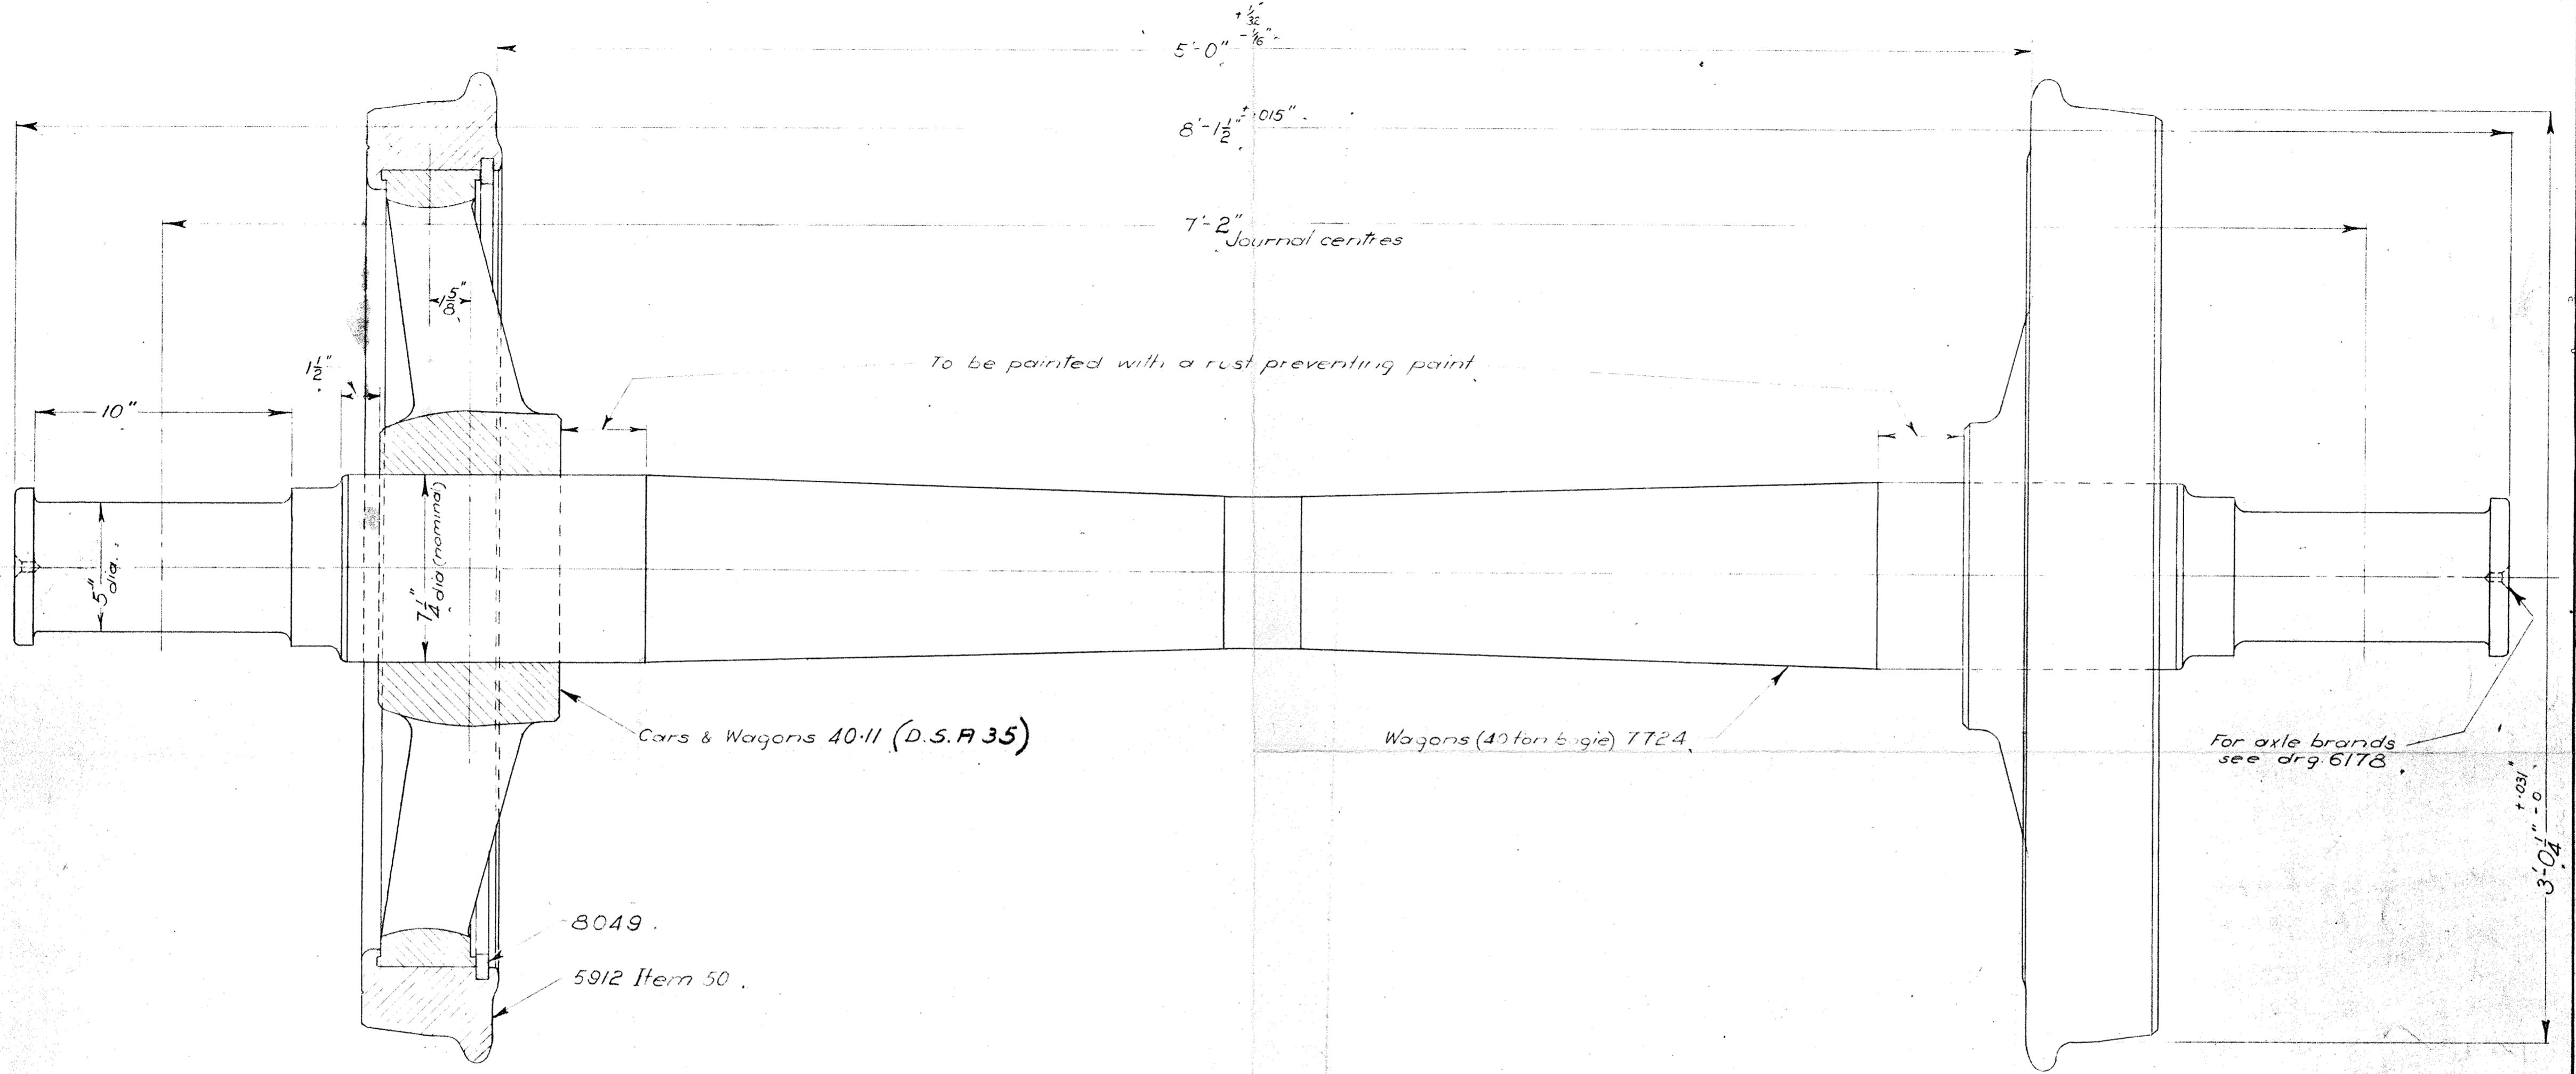 + 1/32"
5'-0" - 1/16"
8'-1 1/2" ± .015"
7'-2"
Journal centres
1 5/8"
1 1/2"
To be painted with a rust preventing paint
10"
5" dia.
7 1/4" dia (nominal)
Cars & Wagons 40·11 (D.S.A 35)
Wagons (40 ton bogie) 7724
For axle brands
see drg. 6178
3'-0 1/4" +.031" -0
8049
5912 Item 50